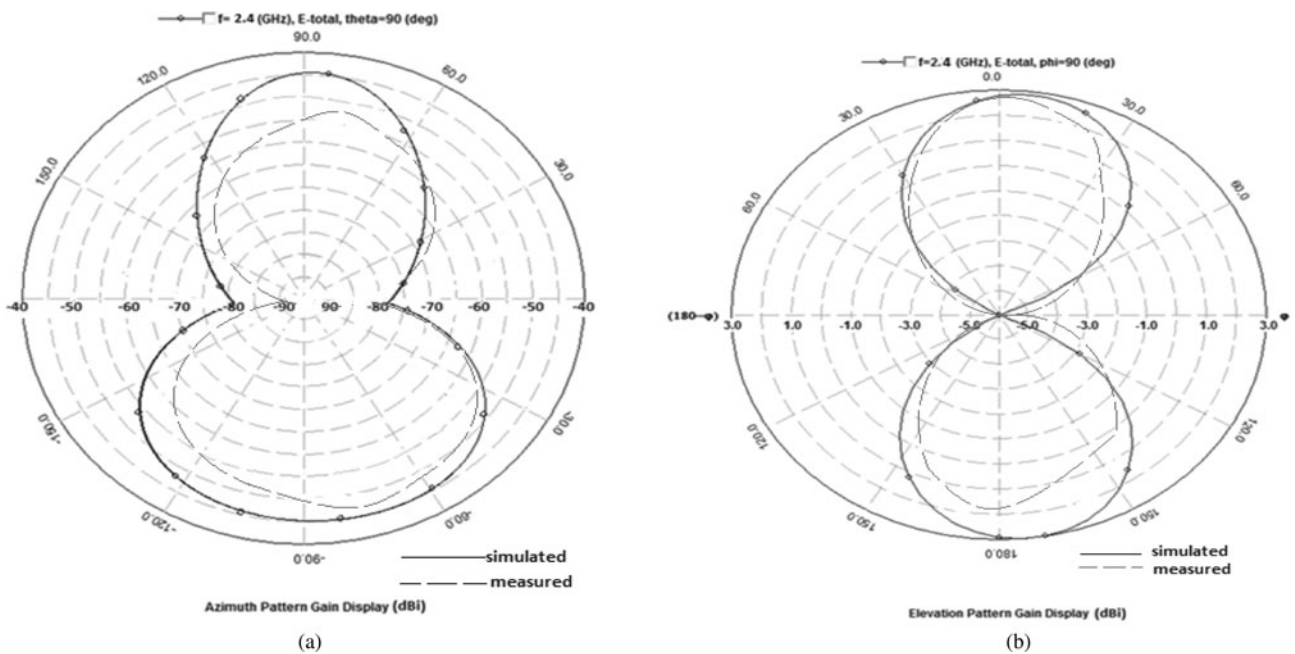 f= 2.4 (GHz), E-total, theta=90 (deg)
90.0
120.0
60.0
150.0
30.0
-40 -50 -60 -70 -80 -90 90- -80 -70 -60 -50 -40
-150.0
30.0
-120.0
-60.0
-90.0
simulated
measured
Azimuth Pattern Gain Display (dBi)
(a)
f=2.4 (GHz), E-total, phi=90 (deg)
0.0
30.0
30.0
60.0
60.0
(180-φ)
3.0 1.0 -1.0 -3.0 -5.0 -5.0 -3.0 -1.0 1.0 3.0 φ
120.0
120.0
150.0
150.0
180.0
simulated
measured
Elevation Pattern Gain Display (dBi)
(b)